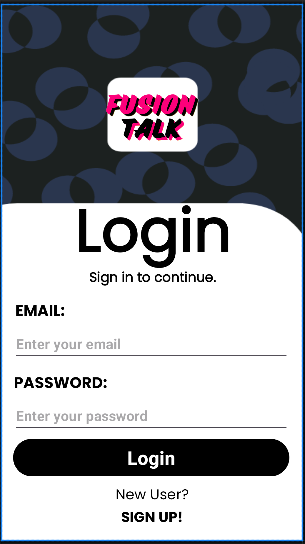 FUSION
TALK
Login
Sign in to continue.
EMAIL:
Enter your email
PASSWORD:
Enter your password
Login
New User?
SIGN UP!